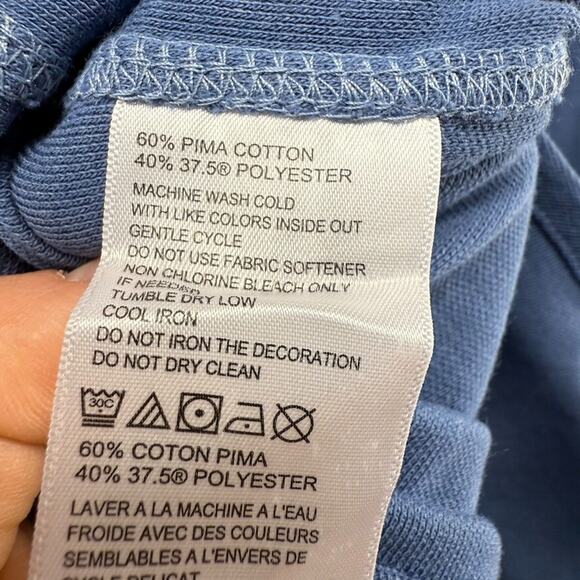 60% PIMA COTTON
40% 37.5® POLYESTER
MACHINE WASH COLD
WITH LIKE COLORS INSIDE OUT
GENTLE CYCLE
DO NOT USE FABRIC SOFTENER
NON CHLORINE BLEACH ONLY
IF NEEDED
TUMBLE DRY LOW
COOL IRON
DO NOT IRON THE DECORATION
DO NOT DRY CLEAN
30C
60% COTON PIMA
40% 37.5® POLYESTER
LAVER A LA MACHINE A L'EAU
FROIDE AVEC DES COULEURS
SEMBLABLES A L'ENVERS DE
CYCLE DELICAT